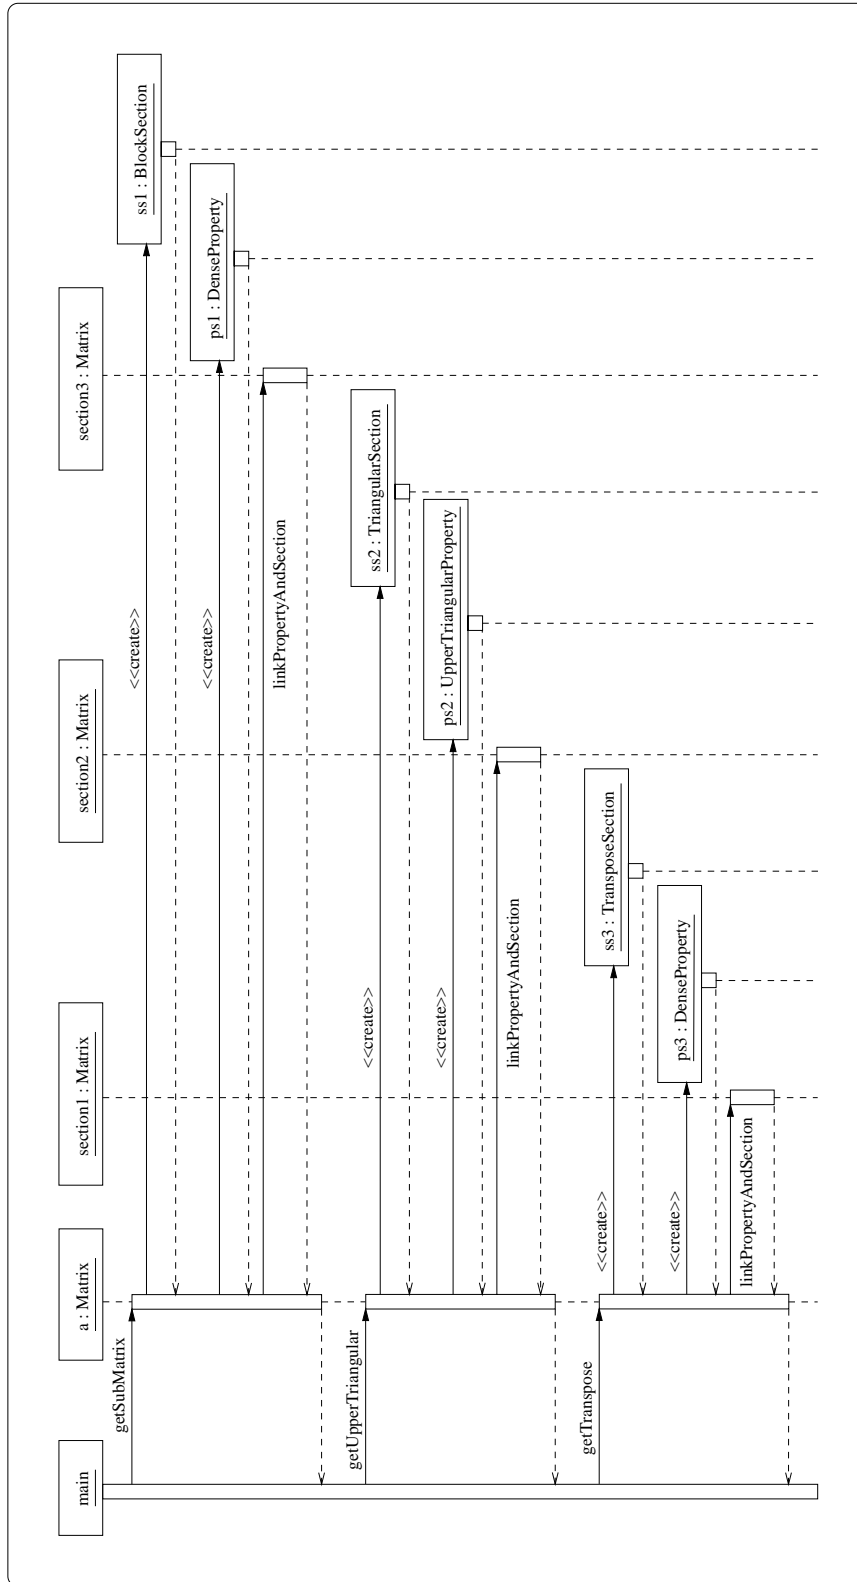 main
a : Matrix
section1 : Matrix
section2 : Matrix
section3 : Matrix
getSubMatrix
<<create>>
ss1 : BlockSection
<<create>>
ps1 : DenseProperty
linkPropertyAndSection
getUpperTriangular
<<create>>
ss2 : TriangularSection
<<create>>
ps2 : UpperTriangularProperty
linkPropertyAndSection
getTranspose
<<create>>
ss3 : TransposeSection
<<create>>
ps3 : DenseProperty
linkPropertyAndSection